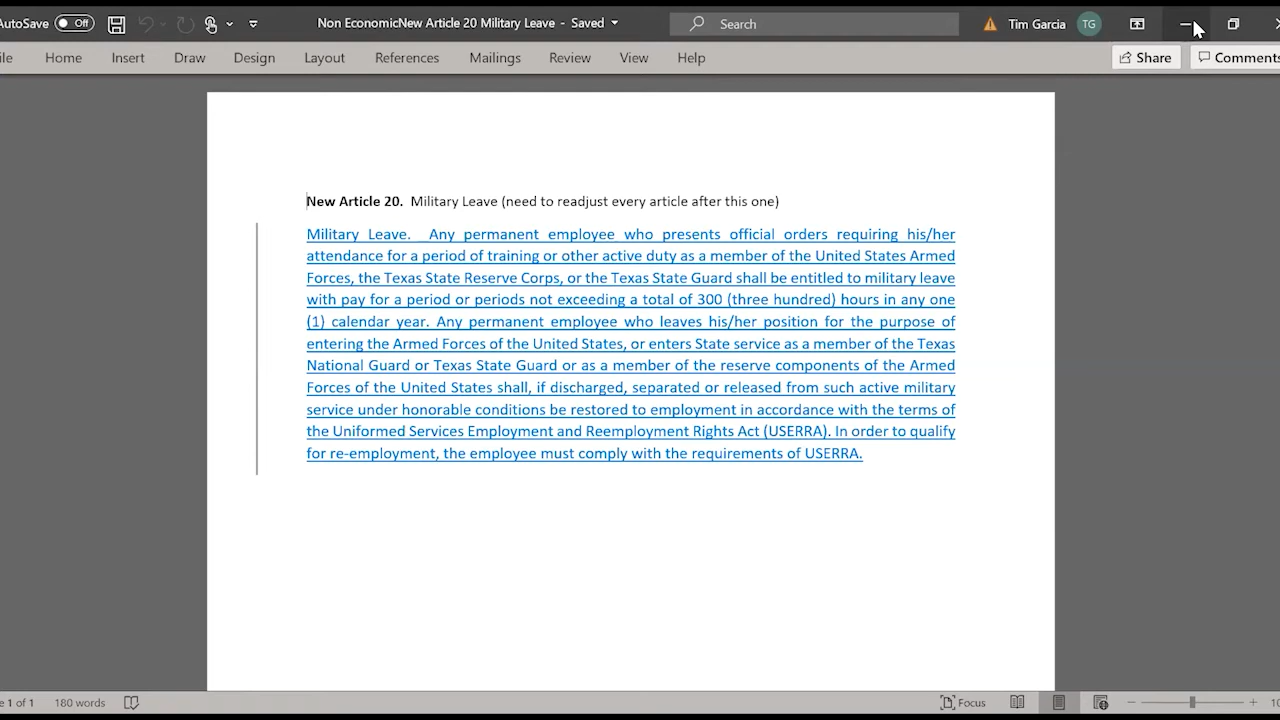 AutoSave Off Non EconomicNew Article 20 Military Leave - Saved Search Tim Garcia TG
Home Insert Draw Design Layout References Mailings Review View Help Share Comments
New Article 20. Military Leave (need to readjust every article after this one)
Military Leave. Any permanent employee who presents official orders requiring his/her
attendance for a period of training or other active duty as a member of the United States Armed
Forces, the Texas State Reserve Corps, or the Texas State Guard shall be entitled to military leave
with pay for a period or periods not exceeding a total of 300 (three hundred) hours in any one
(1) calendar year. Any permanent employee who leaves his/her position for the purpose of
entering the Armed Forces of the United States, or enters State service as a member of the Texas
National Guard or Texas State Guard or as a member of the reserve components of the Armed
Forces of the United States shall, if discharged, separated or released from such active military
service under honorable conditions be restored to employment in accordance with the terms of
the Uniformed Services Employment and Reemployment Rights Act (USERRA). In order to qualify
for re-employment, the employee must comply with the requirements of USERRA.
1 of 1 180 words Focus